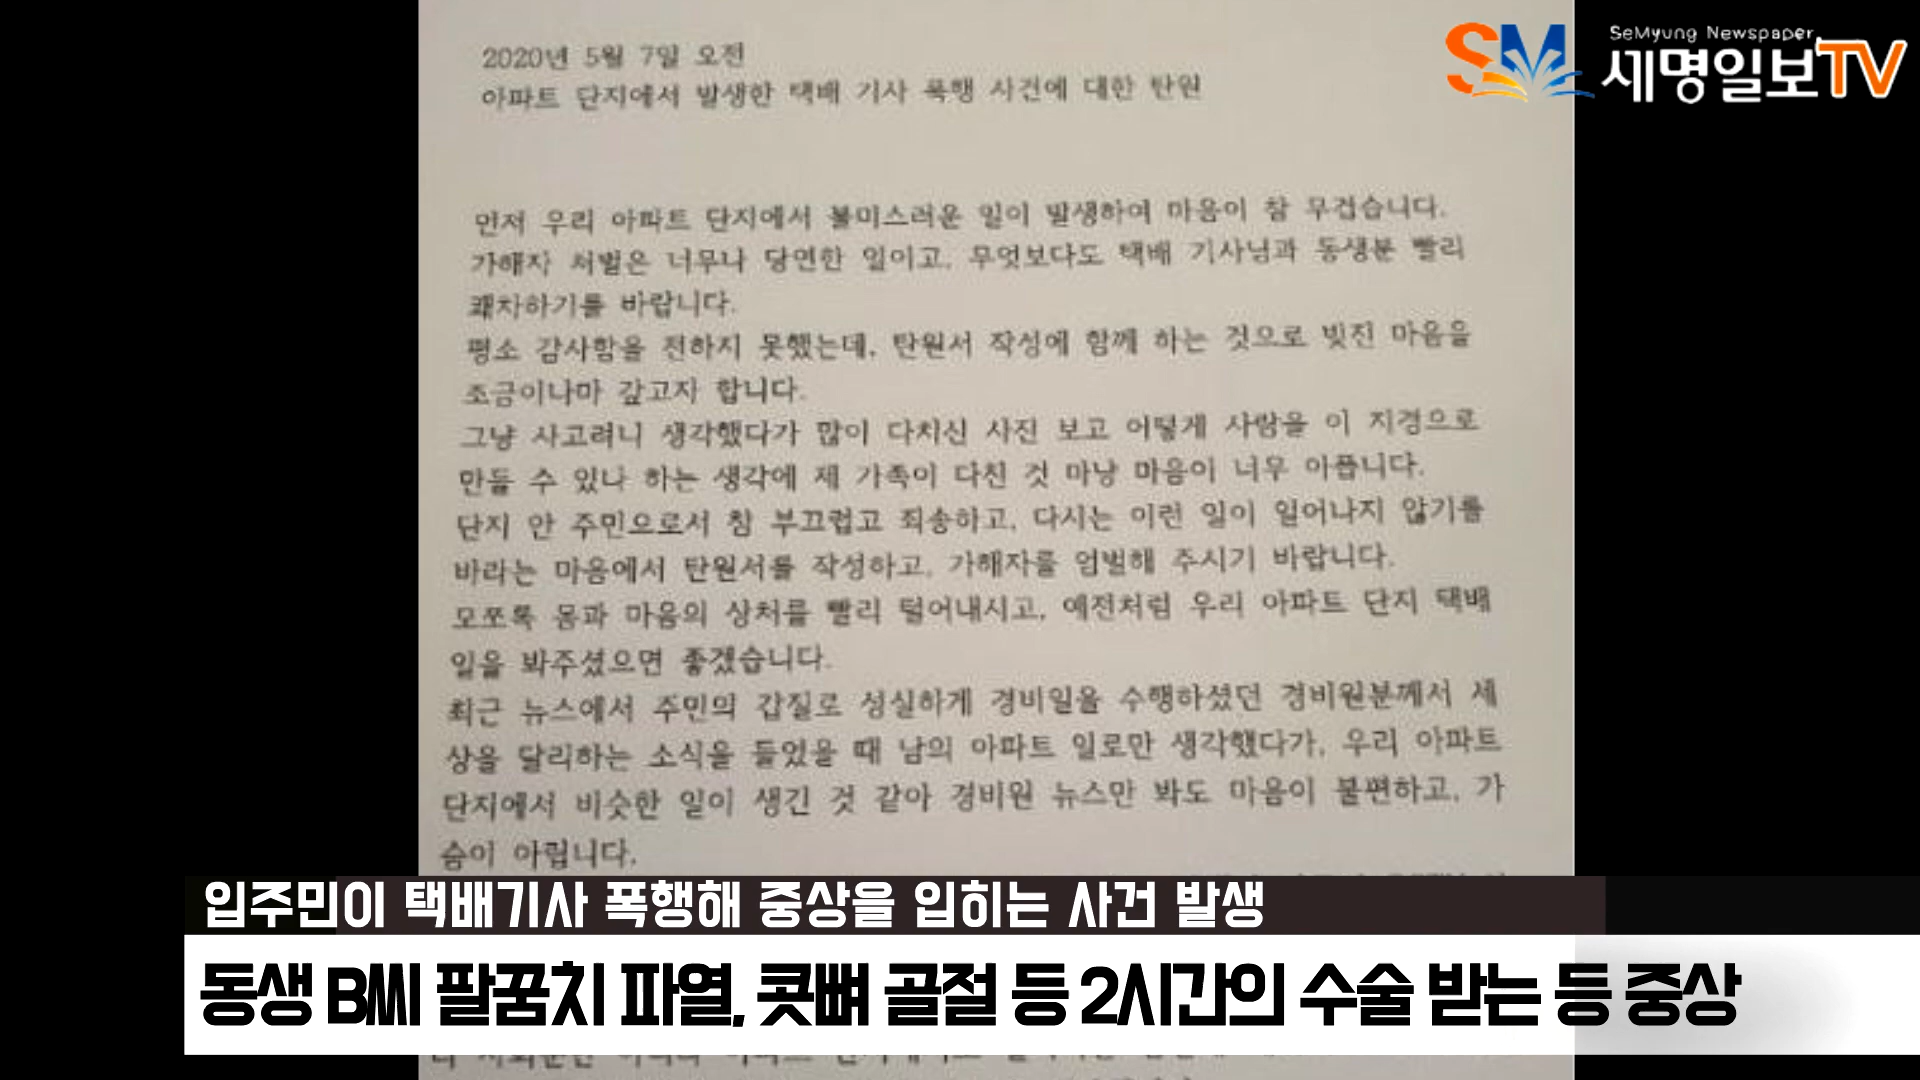 SeMyung Newspaper
SM 세명일보TV
2020년 5월 7일 오전
아파트 단지에서 발생한 택배 기사 폭행 사건에 대한 탄원
먼저 우리 아파트 단지에서 불미스러운 일이 발생하여 마음이 참 무겁습니다.
가해자 처벌은 너무나 당연한 일이고, 무엇보다도 택배 기사님과 동생분 빨리
쾌차하기를 바랍니다.
평소 감사함을 전하지 못했는데, 탄원서 작성에 함께 하는 것으로 빚진 마음을
조금이나마 갚고자 합니다.
그냥 사고려니 생각했다가 많이 다치신 사진 보고 어떻게 사람을 이 지경으로
만들 수 있나 하는 생각에 제 가족이 다친 것 마냥 마음이 너무 아픕니다.
단지 안 주민으로서 참 부끄럽고 죄송하고, 다시는 이런 일이 일어나지 않기를
바라는 마음에서 탄원서를 작성하고, 가해자를 엄벌해 주시기 바랍니다.
모쪼록 몸과 마음의 상처를 빨리 털어내시고, 예전처럼 우리 아파트 단지 택배
일을 봐주셨으면 좋겠습니다.
최근 뉴스에서 주민의 갑질로 성실하게 경비일을 수행하셨던 경비원분께서 세
상을 달리하는 소식을 들었을 때 남의 아파트 일로만 생각했다가, 우리 아파트
단지에서 비슷한 일이 생긴 것 같아 경비원 뉴스만 봐도 마음이 불편하고, 가
슴이 아립니다.
입주민이 택배기사 폭행해 중상을 입히는 사건 발생
동생 B씨 팔꿈치 파열, 콧뼈 골절 등 2시간의 수술 받는 등 중상